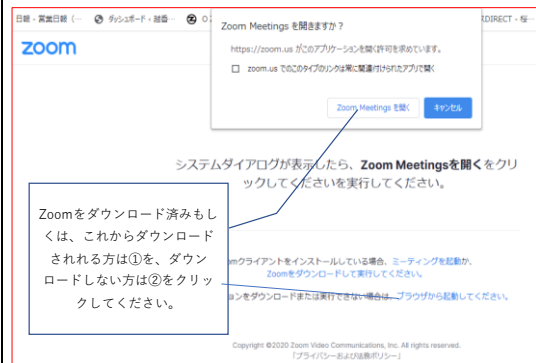 日報 - 営業日報 (…
ダッシュボード - 越香…
zoom
Zoom Meetings を開きますか？
https://zoom.us がこのアプリケーションを開く許可を求めています。
zoom.us でのこのタイプのリンクは常に関連付けられたアプリで開く
Zoom Meetings を開く
キャンセル
システムダイアログが表示したら、Zoom Meetingsを開くをクリ
ックしてくださいを実行してください。
Zoomをダウンロード済みもし
くは、これからダウンロード
されれる方は①を、ダウン
ロードしない方は②をクリッ
クしてください。
omクライアントをインストールしている場合、ミーティングを起動か、
Zoomをダウンロードして実行してください。
ョンをダウンロードまたは実行できない場合は、ブラウザから起動してください。
Copyright ©2020 Zoom Video Communications, Inc. All rights reserved.
「プライバシーおよび法務ポリシー」